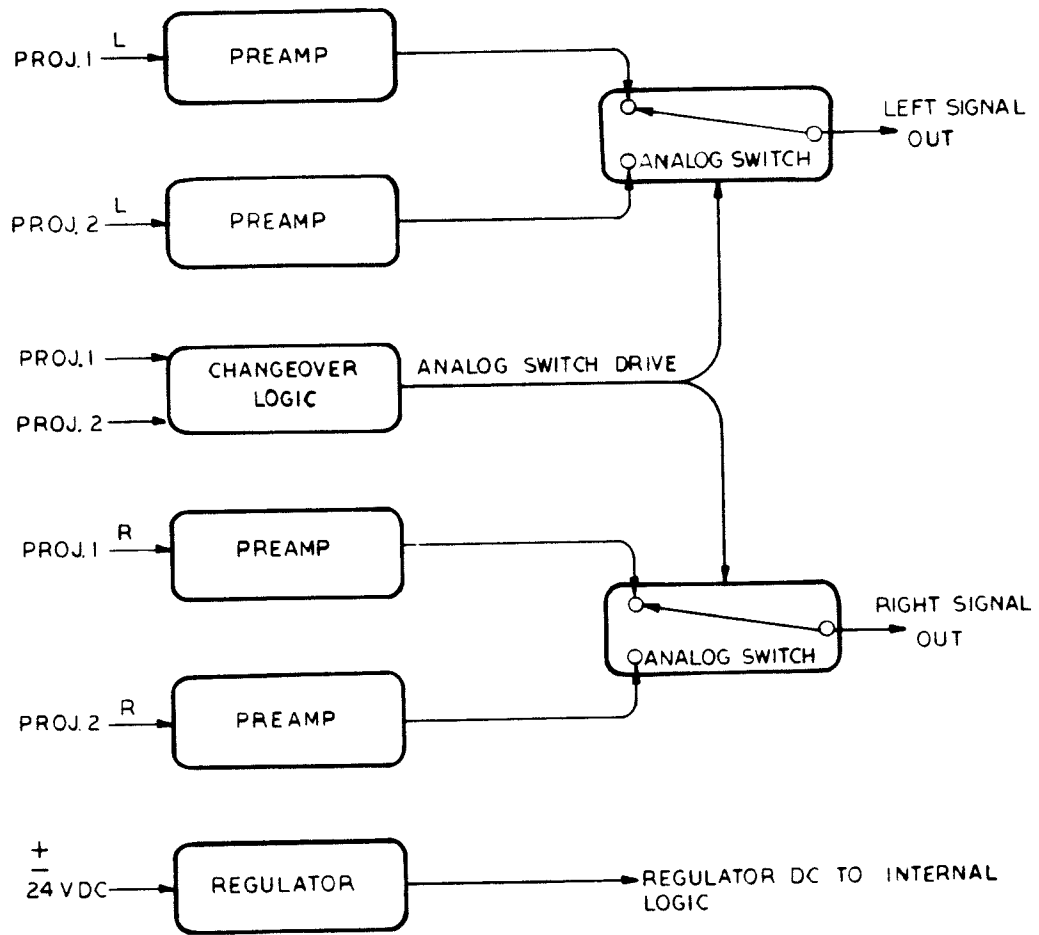 PROJ. 1 L
PREAMP
LEFT SIGNAL
OUT
ANALOG SWITCH
PROJ. 2 L
PREAMP
PROJ. 1
PROJ. 2
CHANGEOVER
LOGIC
ANALOG SWITCH DRIVE
PROJ. 1 R
PREAMP
RIGHT SIGNAL
OUT
ANALOG SWITCH
PROJ. 2 R
PREAMP
±
24 VDC
REGULATOR
REGULATOR DC TO INTERNAL
LOGIC